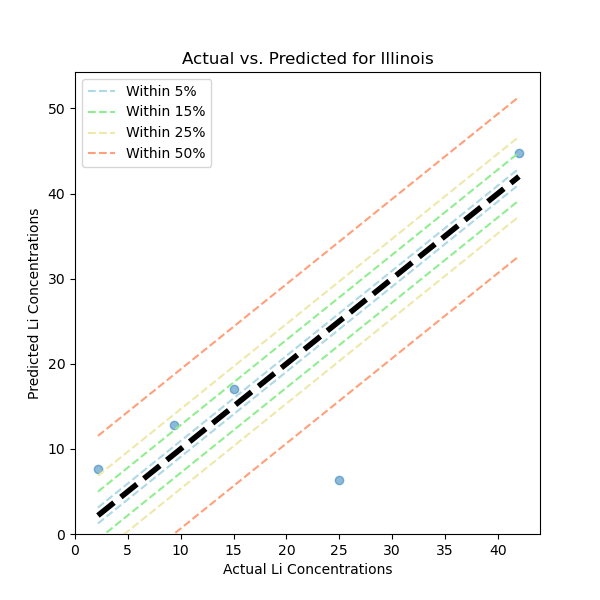 Actual vs. Predicted for Illinois
Within 5%
Within 15%
Within 25%
Within 50%
50
40
30
20
10
0
Predicted Li Concentrations
0 5 10 15 20 25 30 35 40
Actual Li Concentrations